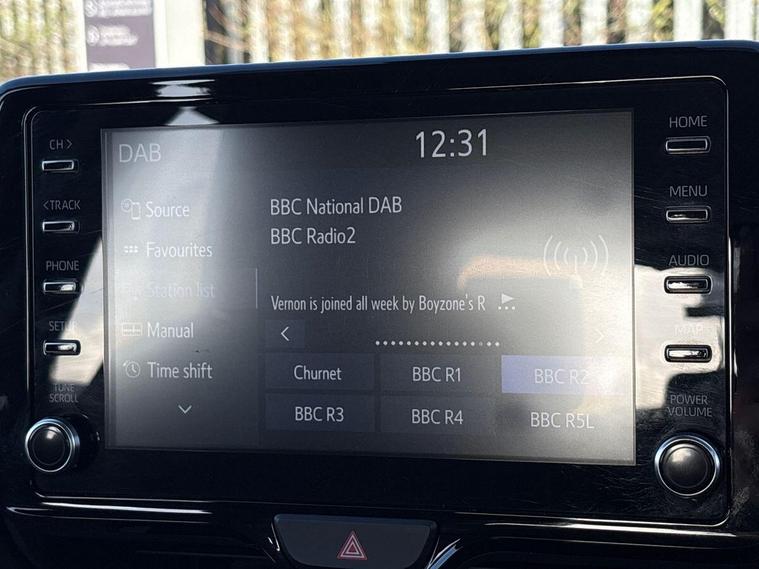 CH >
<TRACK
PHONE
SETUP
TUNE
SCROLL
DAB
12:31
Source
Favourites
Station list
Manual
Time shift
BBC National DAB
BBC Radio2
Vernon is joined all week by Boyzone's R
Churnet
BBC R1
BBC R2
BBC R3
BBC R4
BBC R5L
HOME
MENU
AUDIO
MAP
POWER
VOLUME